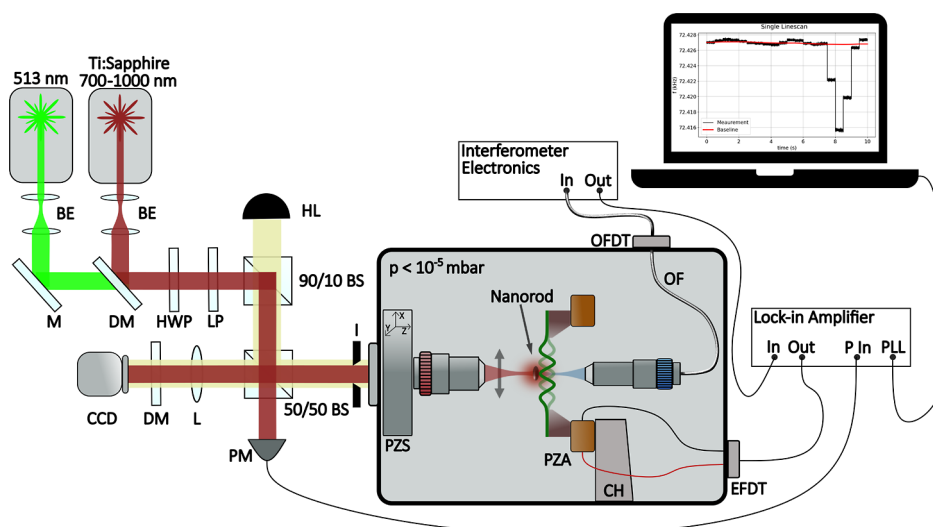 513 nm
Ti:Sapphire
700-1000 nm
BE
BE
M
DM
HWP
LP
HL
90/10 BS
CCD
DM
L
50/50 BS
I
PM
p < 10⁻⁵ mbar
X
Y
Z
PZS
Nanorod
PZA
CH
OF
OFDT
EFDT
Interferometer
Electronics
In Out
Lock-in Amplifier
In Out P In PLL
Single Linescan
72.428
72.426
72.424
72.422
72.420
72.418
72.416
f (kHz)
Meaurement
Baseline
0 2 4 6 8 10
time (s)